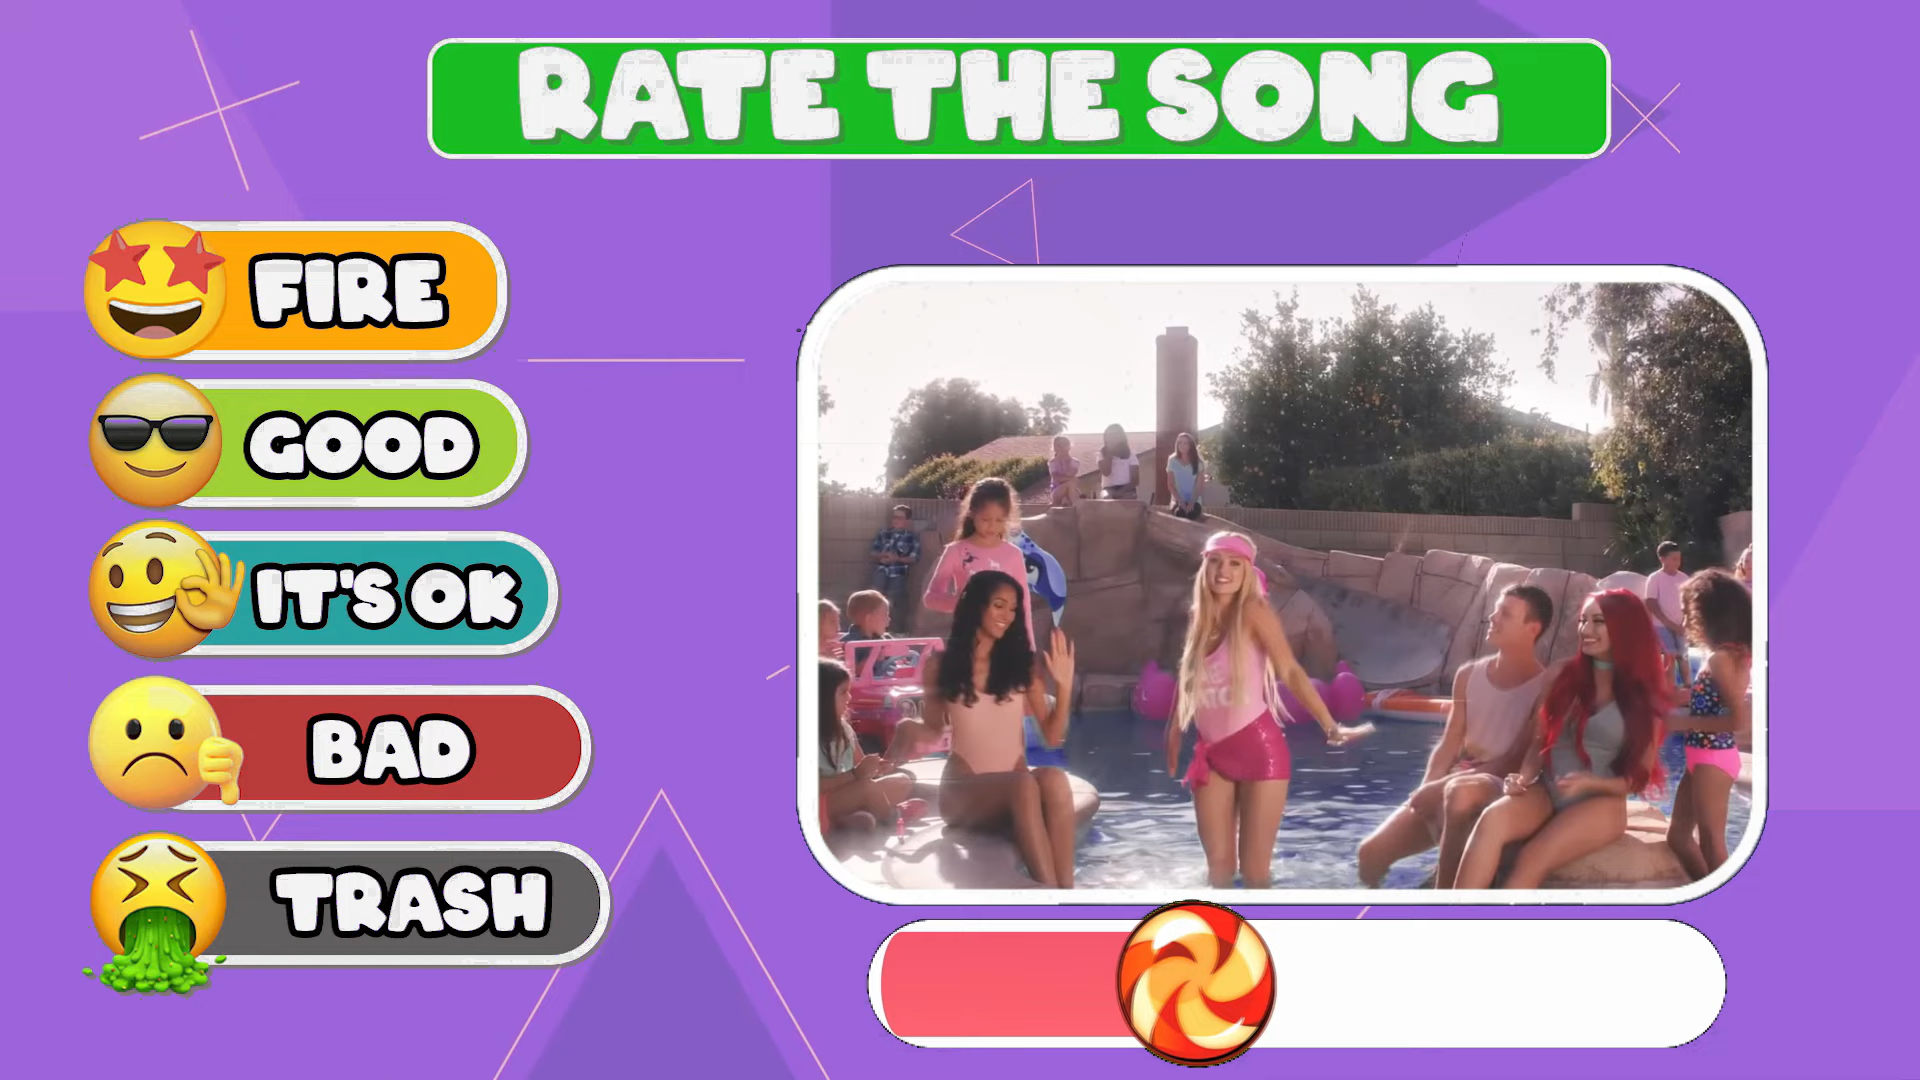 RATE THE SONG
FIRE
GOOD
IT'S OK
BAD
TRASH